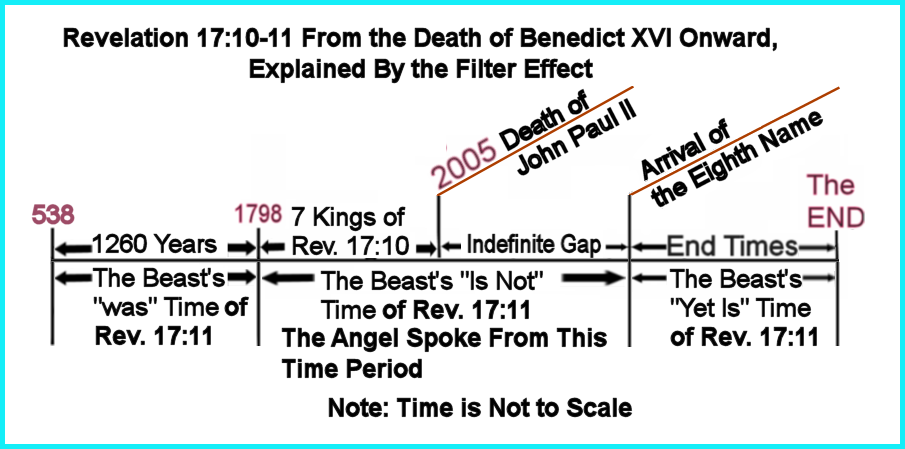 Revelation 17:10-11 From the Death of Benedict XVI Onward,
Explained By the Filter Effect
2005 Death of
John Paul II
Arrival of
the Eighth Name
The
END
538
1798
7 Kings of
Rev. 17:10
1260 Years
Indefinite Gap
End Times
The Beast's
"was" Time of
Rev. 17:11
The Beast's "Is Not"
Time of Rev. 17:11
The Angel Spoke From This
Time Period
The Beast's
"Yet Is" Time
of Rev. 17:11
Note: Time is Not to Scale